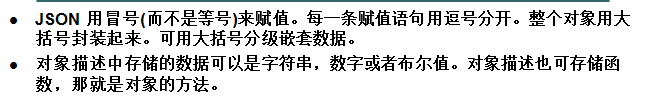 ● JSON 用冒号(而不是等号)来赋值。每一条赋值语句用逗号分开。整个对象用大
括号封装起来。可用大括号分级嵌套数据。
● 对象描述中存储的数据可以是字符串，数字或者布尔值。对象描述也可存储函
数，那就是对象的方法。